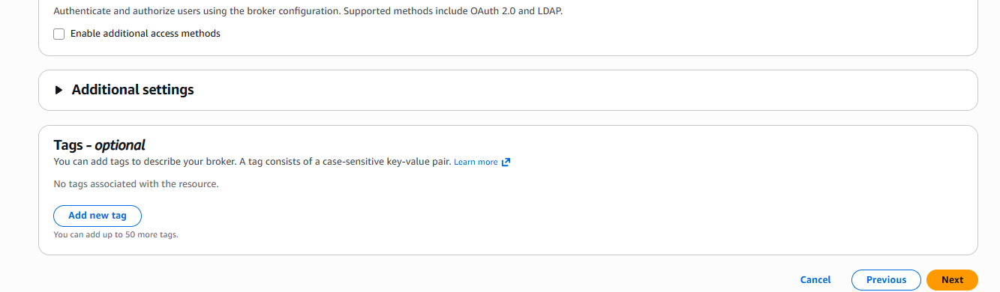 Authenticate and authorize users using the broker configuration. Supported methods include OAuth 2.0 and LDAP.
Enable additional access methods
Additional settings
Tags - optional
You can add tags to describe your broker. A tag consists of a case-sensitive key-value pair. Learn more
No tags associated with the resource.
Add new tag
You can add up to 50 more tags.
Cancel Previous Next